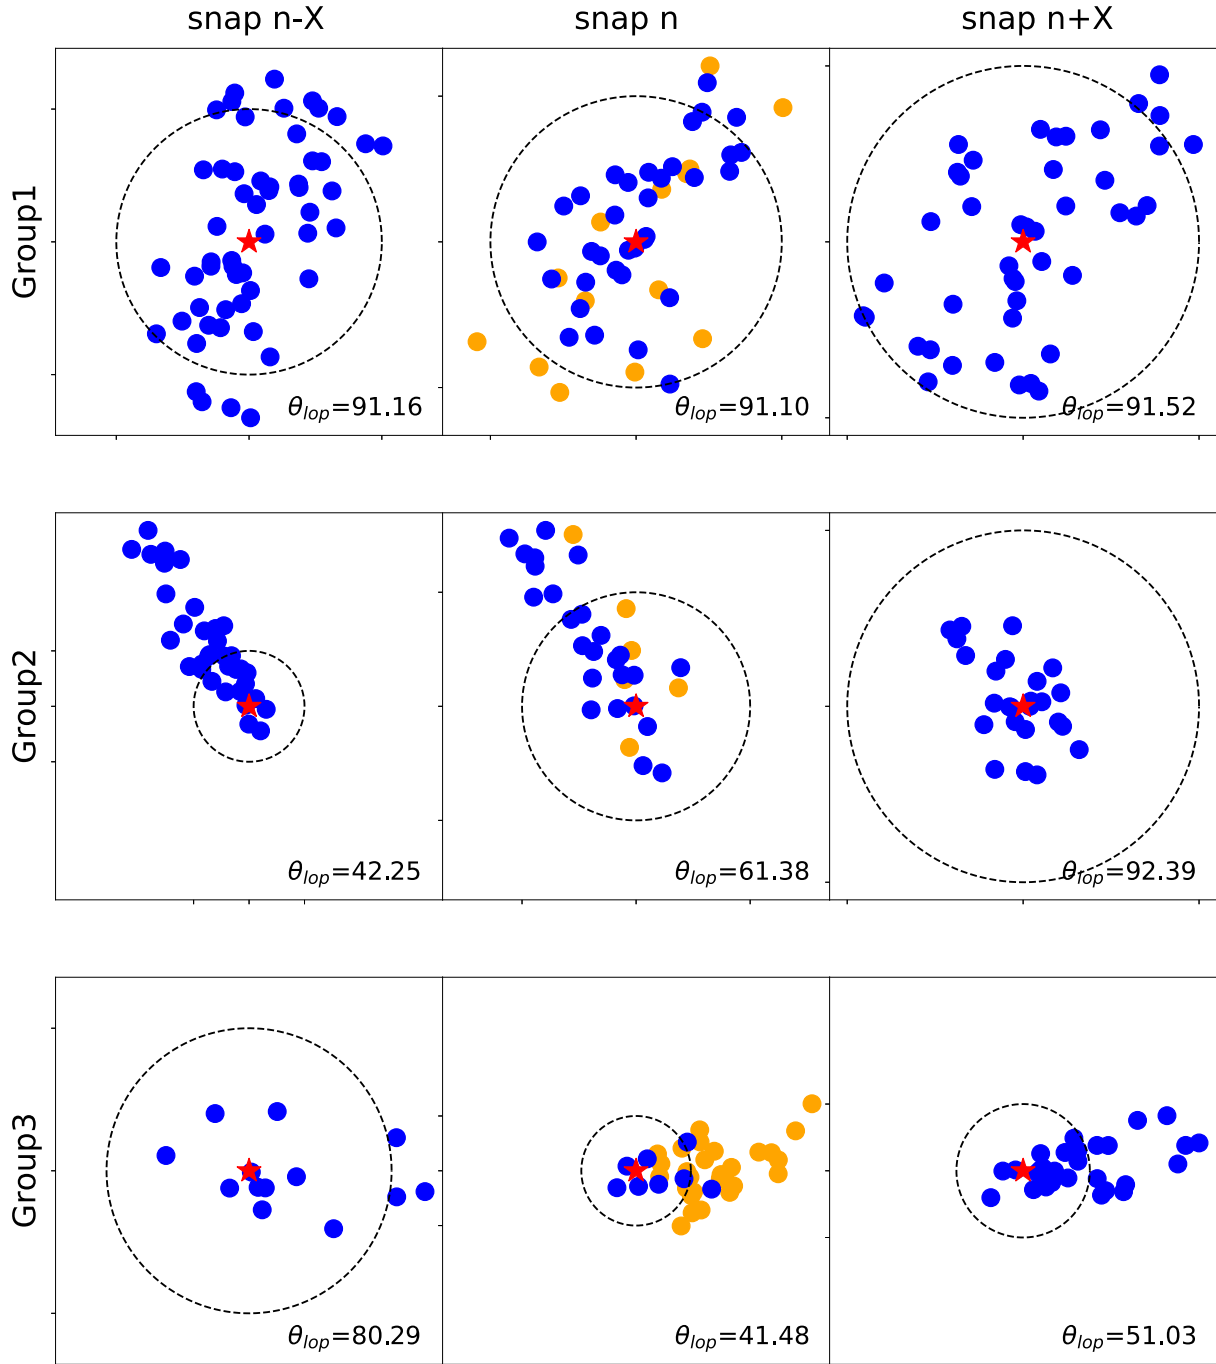 snap n-X snap n snap n+X
Group1
θlop=91.16 θlop=91.10 θlop=91.52
Group2
θlop=42.25 θlop=61.38 θlop=92.39
Group3
θlop=80.29 θlop=41.48 θlop=51.03